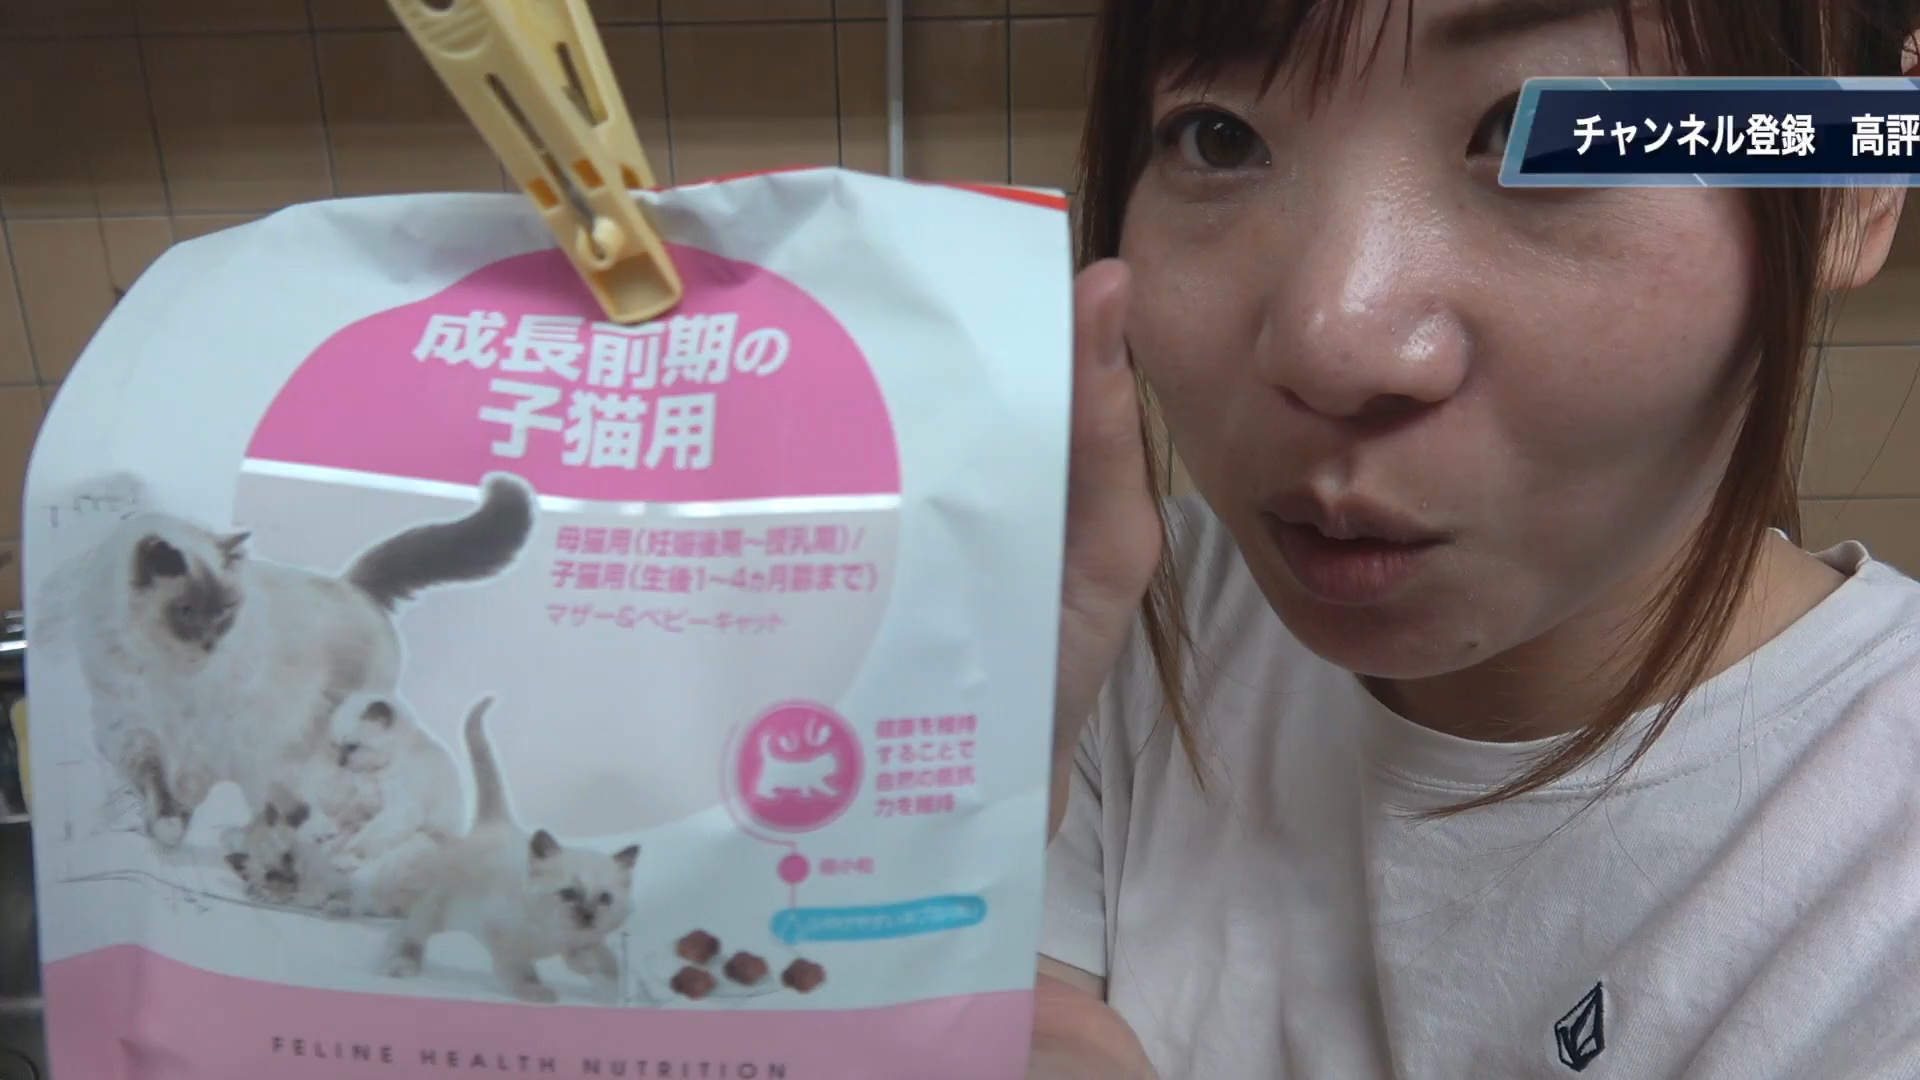 チャンネル登録 高評
成長前期の
子猫用
母猫用(妊娠後期～授乳期)/
子猫用(生後1～4ヵ月齢まで)
マザー&ベビーキャット
健康を維持
することで
自然の抵抗
力を維持
極小粒
FELINE HEALTH NUTRITION